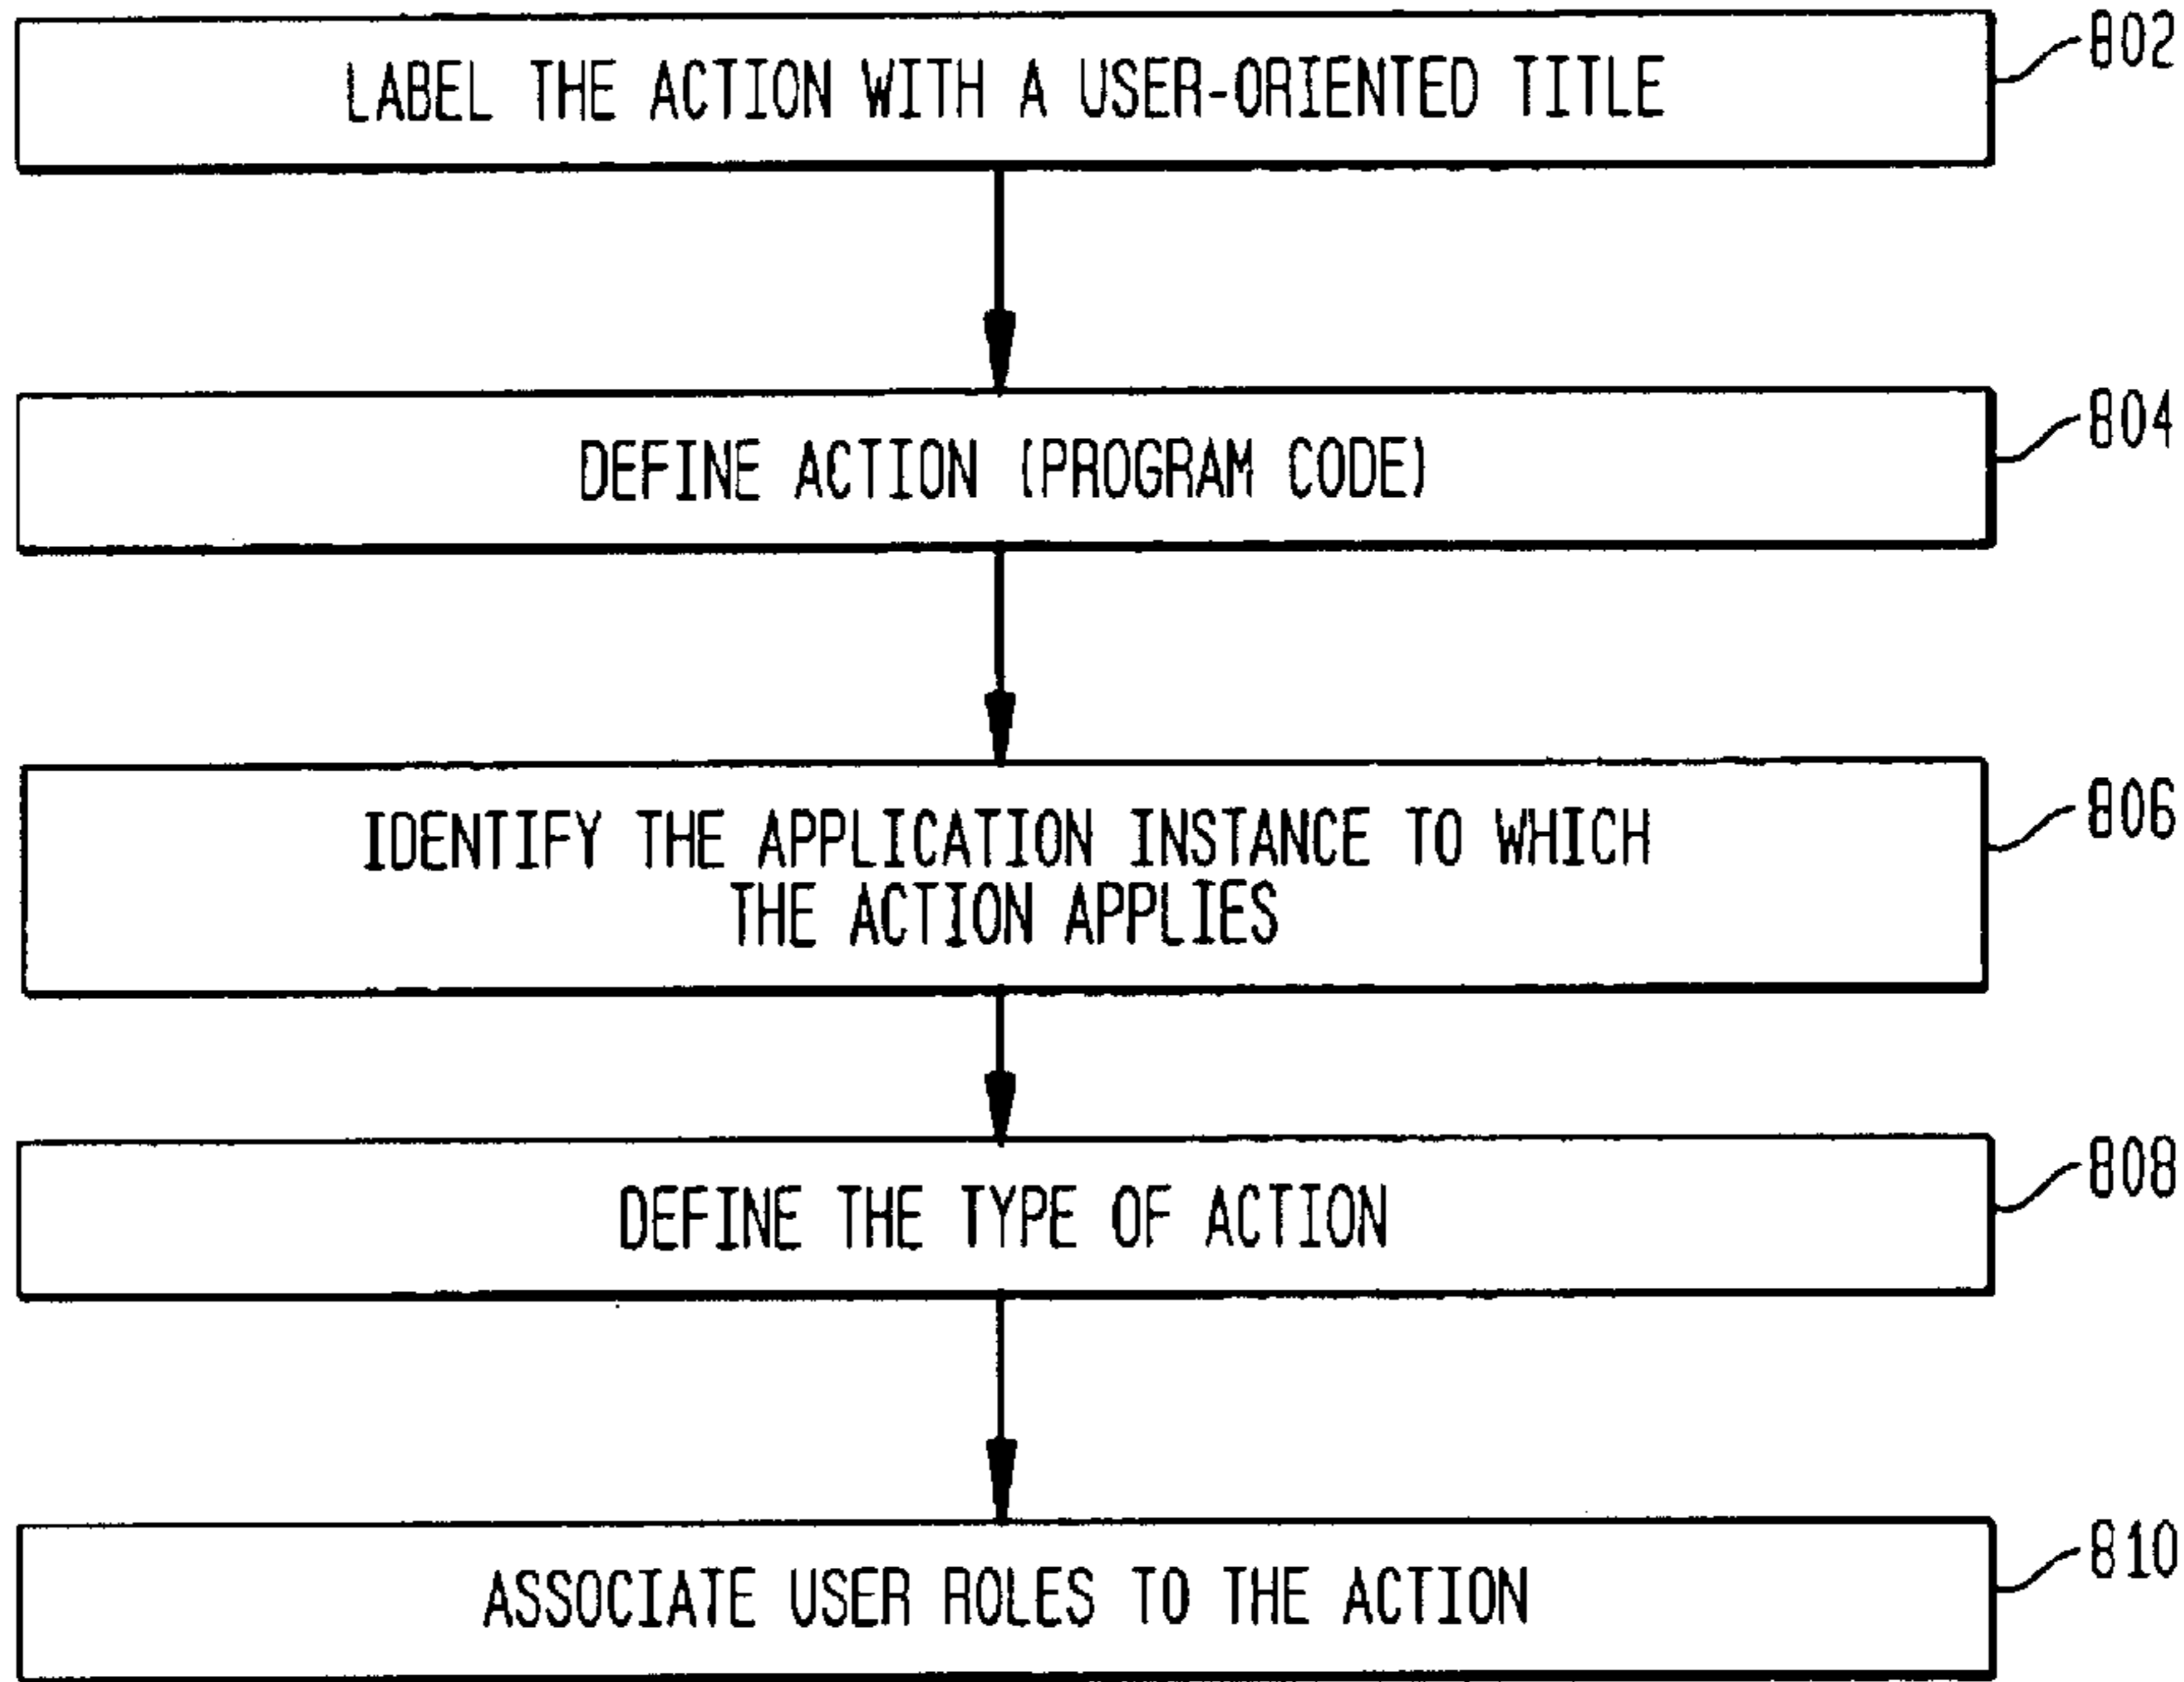 LABEL THE ACTION WITH A USER-ORIENTED TITLE
802
DEFINE ACTION (PROGRAM CODE)
804
IDENTIFY THE APPLICATION INSTANCE TO WHICH
THE ACTION APPLIES
806
DEFINE THE TYPE OF ACTION
808
ASSOCIATE USER ROLES TO THE ACTION
810